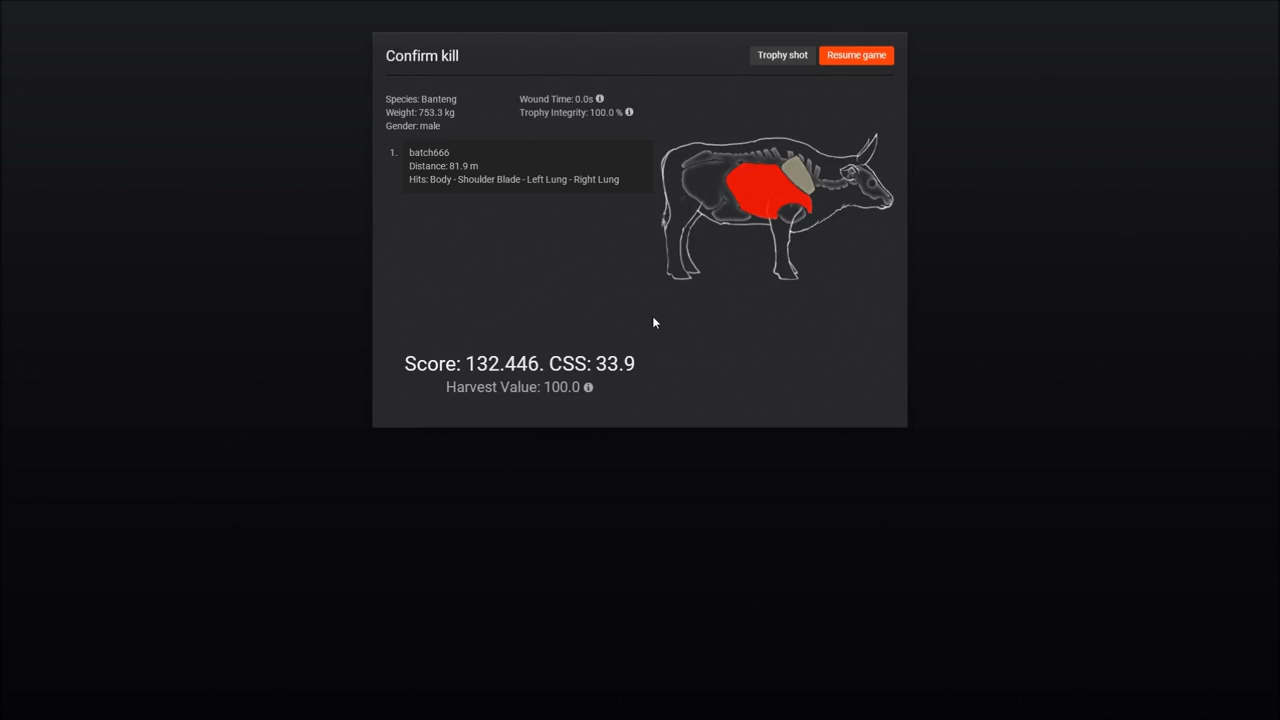 Confirm kill
Trophy shot
Resume game
Species: Banteng
Weight: 753.3 kg
Gender: male
Wound Time: 0.0s
Trophy Integrity: 100.0 %
1.
batch666
Distance: 81.9 m
Hits: Body - Shoulder Blade - Left Lung - Right Lung
Score: 132.446. CSS: 33.9
Harvest Value: 100.0